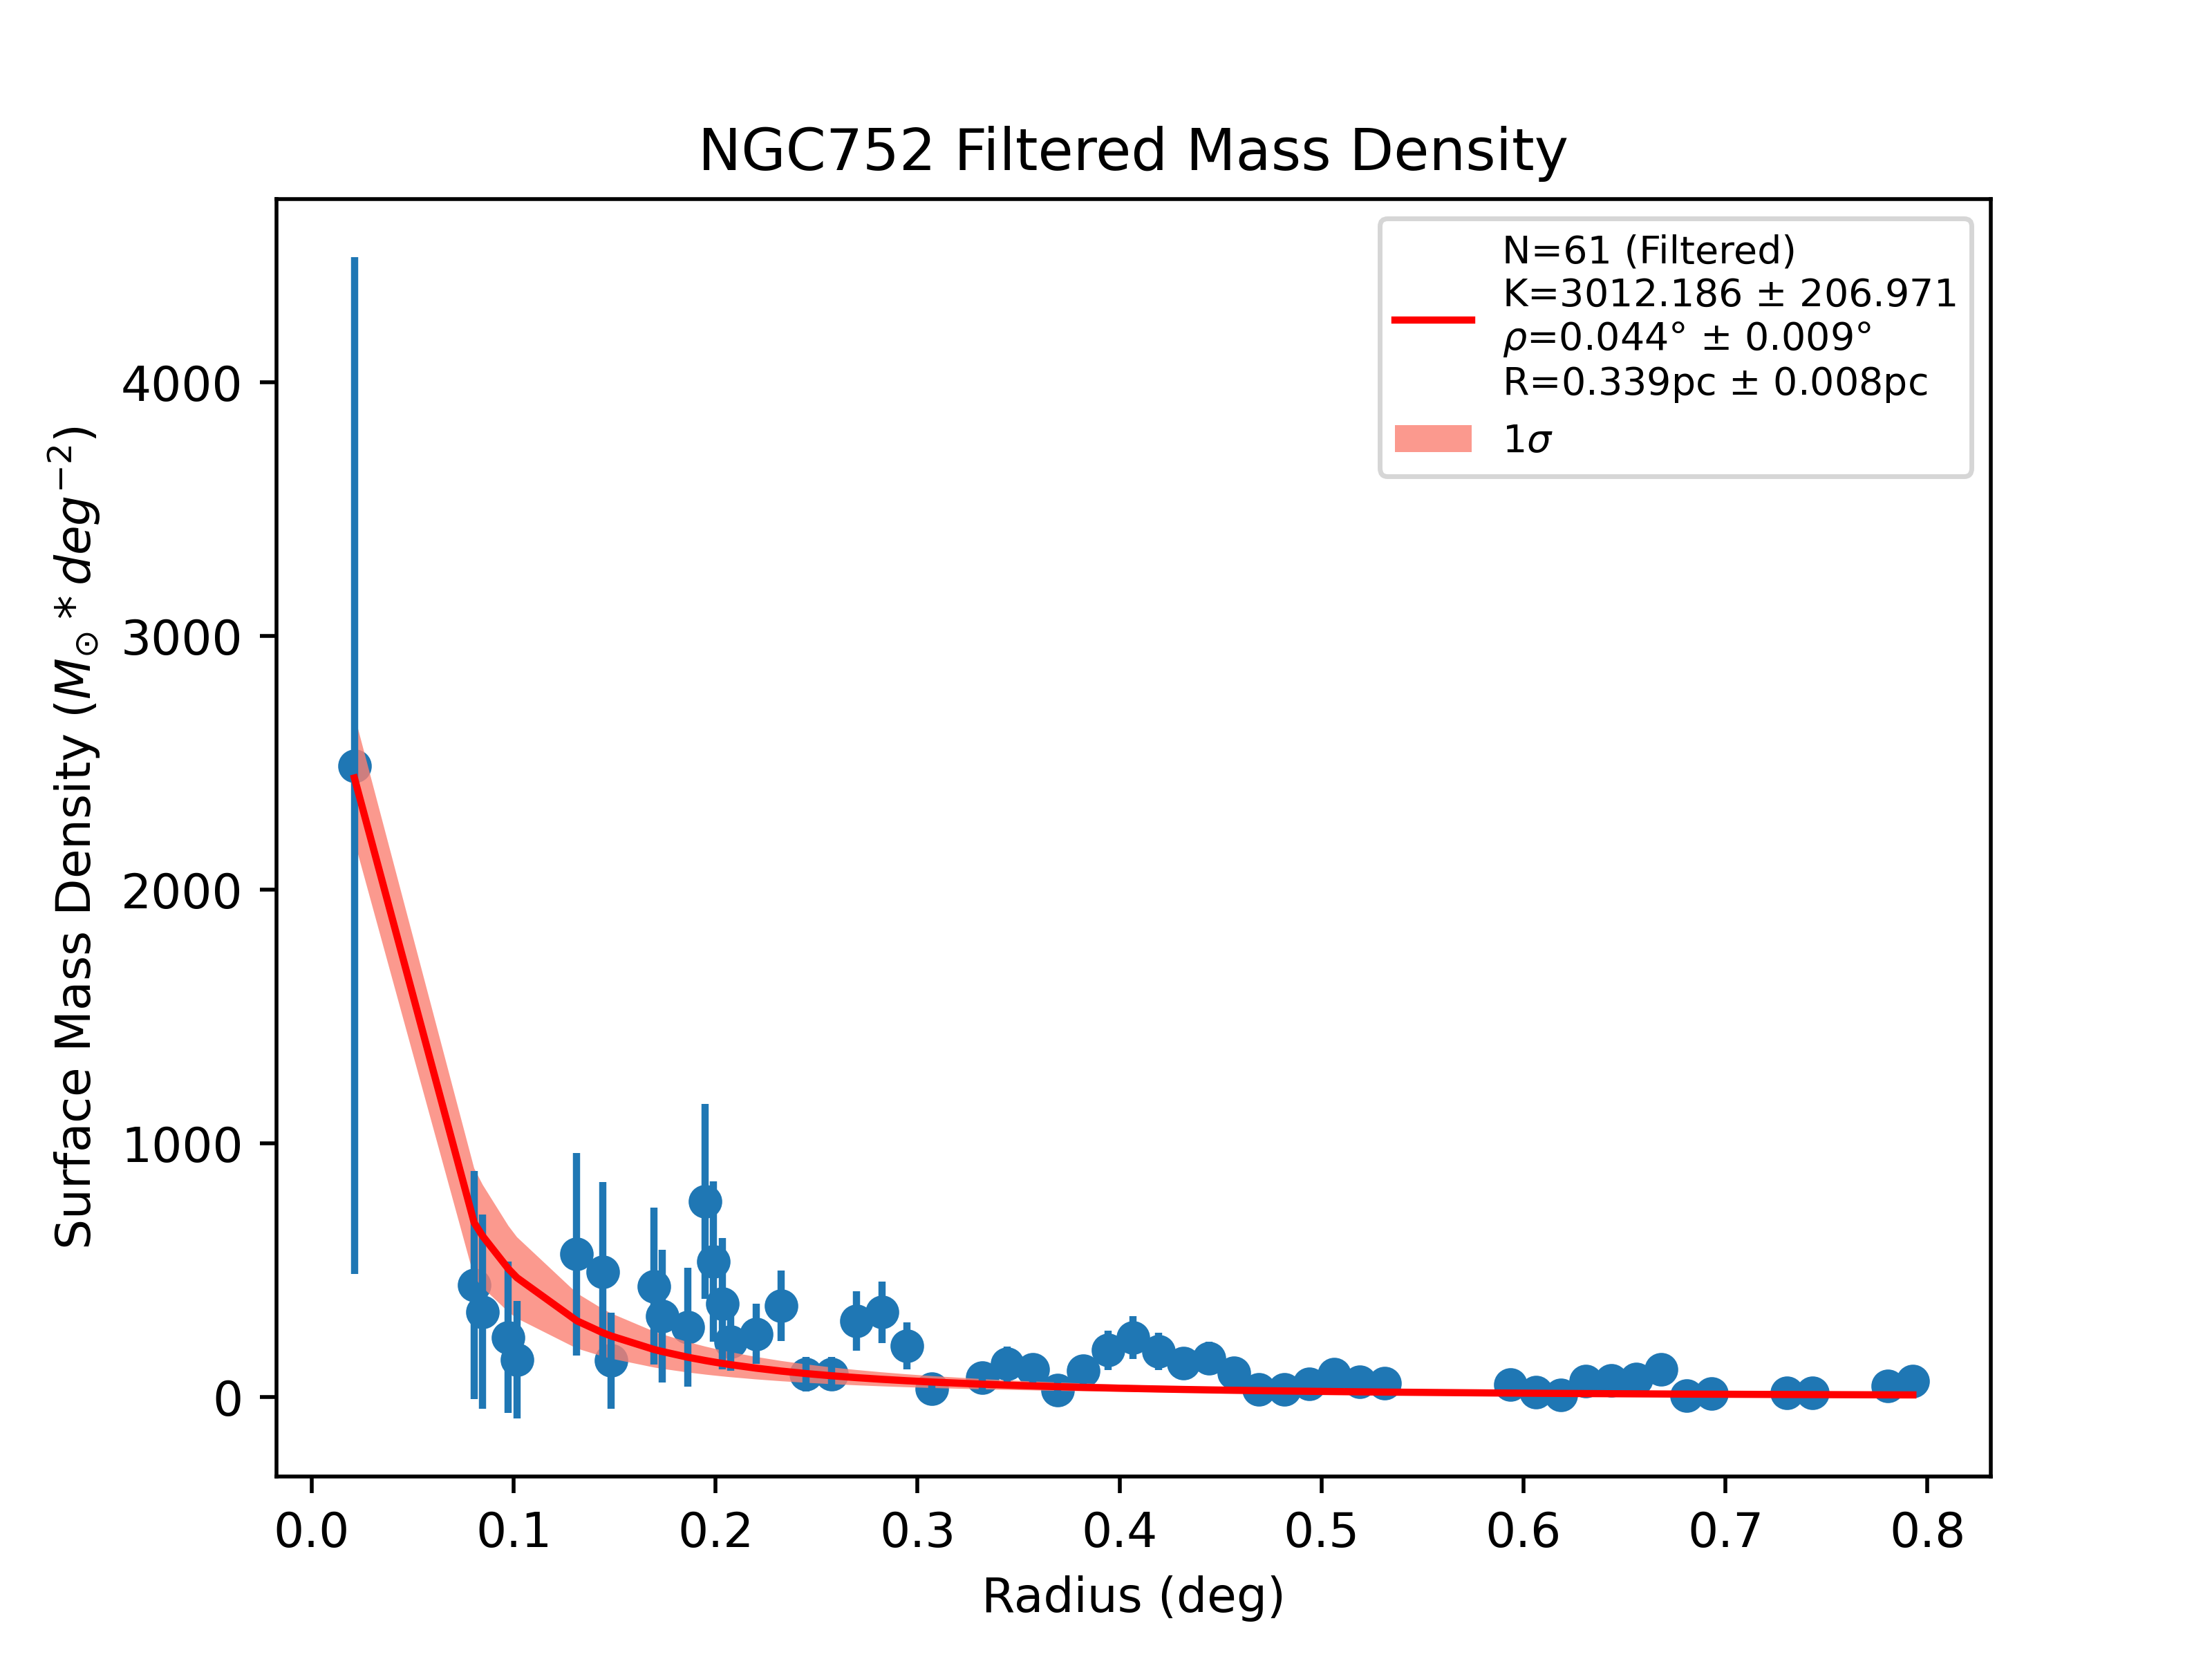 NGC752 Filtered Mass Density
N=61 (Filtered)
K=3012.186 ± 206.971
ρ=0.044° ± 0.009°
R=0.339pc ± 0.008pc
1σ
Surface Mass Density (M⊙ * deg⁻²)
4000
3000
2000
1000
0
0.0 0.1 0.2 0.3 0.4 0.5 0.6 0.7 0.8
Radius (deg)